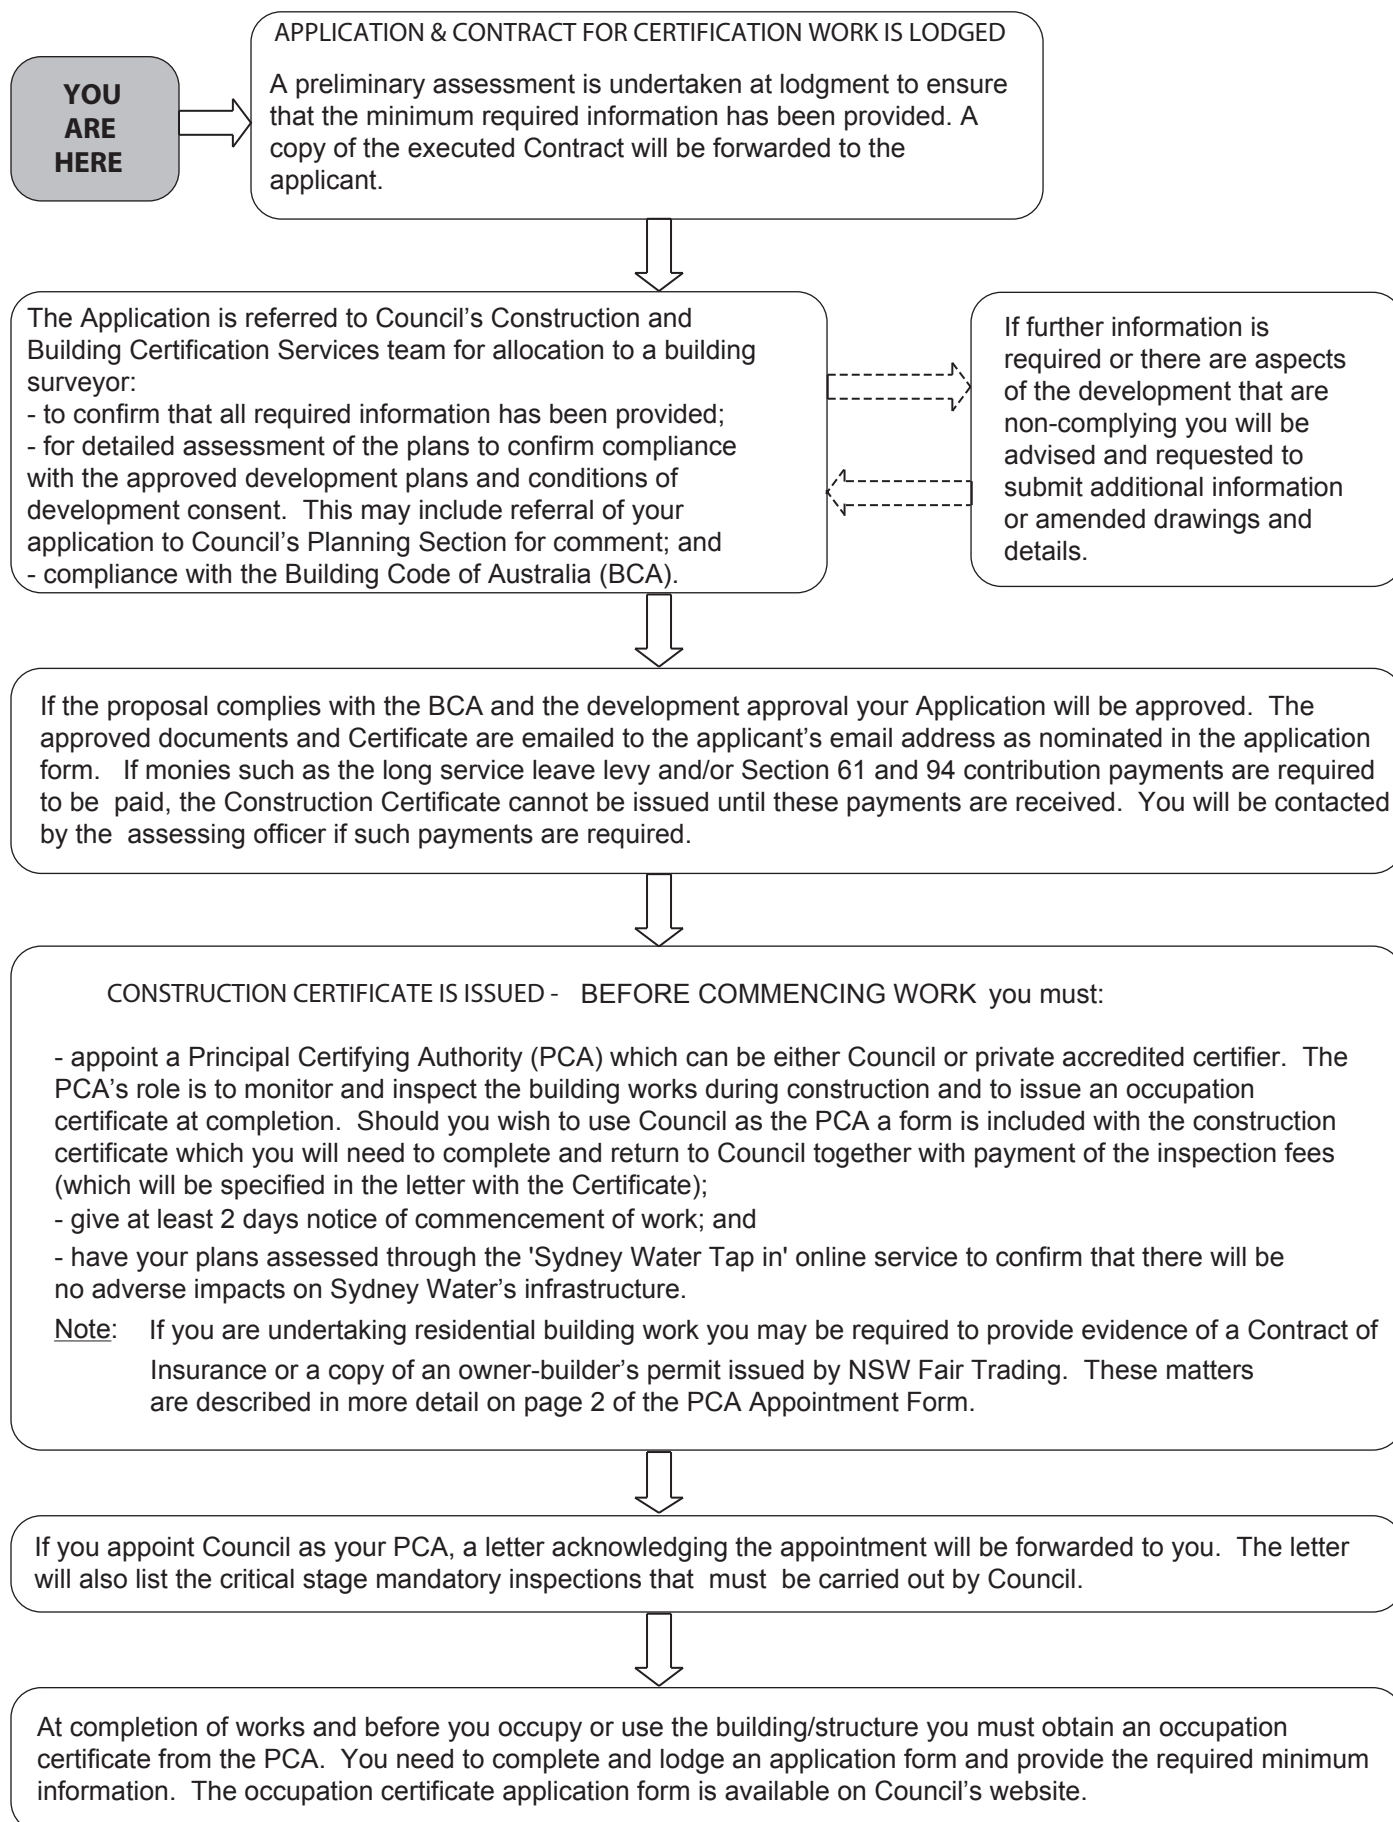 YOU
ARE
HERE
APPLICATION & CONTRACT FOR CERTIFICATION WORK IS LODGED
A preliminary assessment is undertaken at lodgment to ensure
that the minimum required information has been provided. A
copy of the executed Contract will be forwarded to the
applicant.
The Application is referred to Council's Construction and
Building Certification Services team for allocation to a building
surveyor:
- to confirm that all required information has been provided;
- for detailed assessment of the plans to confirm compliance
with the approved development plans and conditions of
development consent. This may include referral of your
application to Council's Planning Section for comment; and
- compliance with the Building Code of Australia (BCA).
If further information is
required or there are aspects
of the development that are
non-complying you will be
advised and requested to
submit additional information
or amended drawings and
details.
If the proposal complies with the BCA and the development approval your Application will be approved. The
approved documents and Certificate are emailed to the applicant's email address as nominated in the application
form. If monies such as the long service leave levy and/or Section 61 and 94 contribution payments are required
to be paid, the Construction Certificate cannot be issued until these payments are received. You will be contacted
by the assessing officer if such payments are required.
CONSTRUCTION CERTIFICATE IS ISSUED - BEFORE COMMENCING WORK you must:
- appoint a Principal Certifying Authority (PCA) which can be either Council or private accredited certifier. The
PCA's role is to monitor and inspect the building works during construction and to issue an occupation
certificate at completion. Should you wish to use Council as the PCA a form is included with the construction
certificate which you will need to complete and return to Council together with payment of the inspection fees
(which will be specified in the letter with the Certificate);
- give at least 2 days notice of commencement of work; and
- have your plans assessed through the 'Sydney Water Tap in' online service to confirm that there will be
no adverse impacts on Sydney Water's infrastructure.
Note: If you are undertaking residential building work you may be required to provide evidence of a Contract of
Insurance or a copy of an owner-builder's permit issued by NSW Fair Trading. These matters
are described in more detail on page 2 of the PCA Appointment Form.
If you appoint Council as your PCA, a letter acknowledging the appointment will be forwarded to you. The letter
will also list the critical stage mandatory inspections that must be carried out by Council.
At completion of works and before you occupy or use the building/structure you must obtain an occupation
certificate from the PCA. You need to complete and lodge an application form and provide the required minimum
information. The occupation certificate application form is available on Council's website.